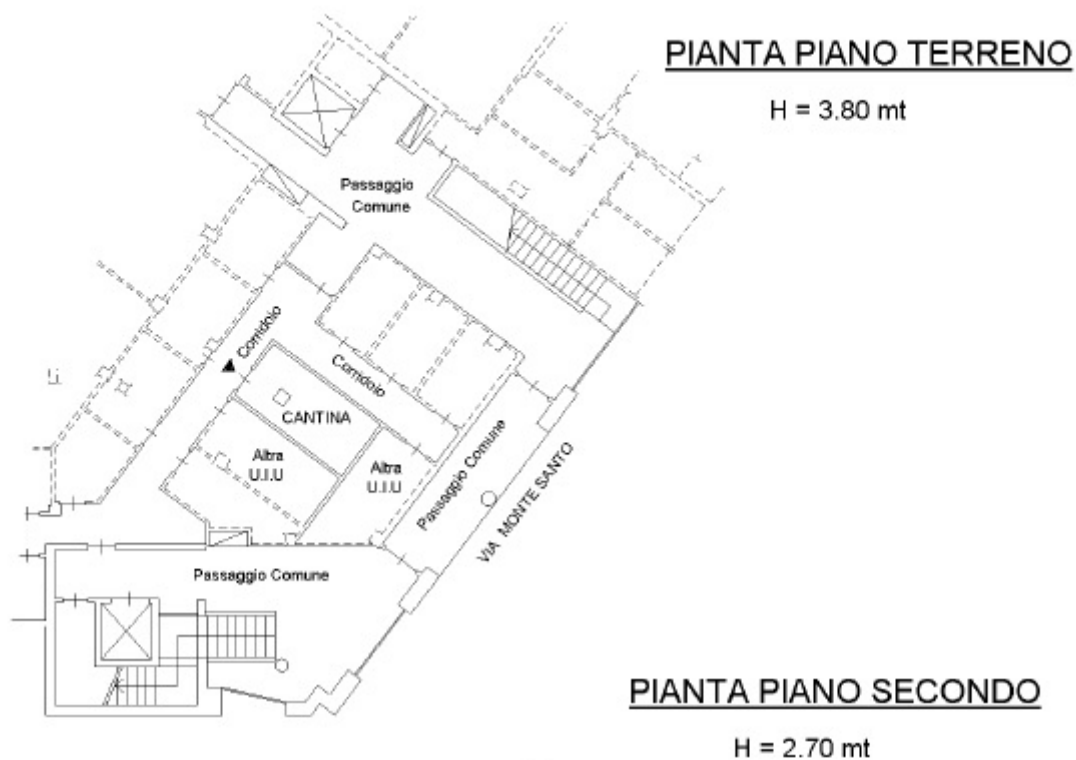 PIANTA PIANO TERRENO
H = 3.80 mt
Passaggio
Comune
Corridoio
Corridoio
CANTINA
Altra
U.I.U
Altra
U.I.U
Passaggio Comune
VIA MONTE SANTO
Passaggio Comune
PIANTA PIANO SECONDO
H = 2.70 mt